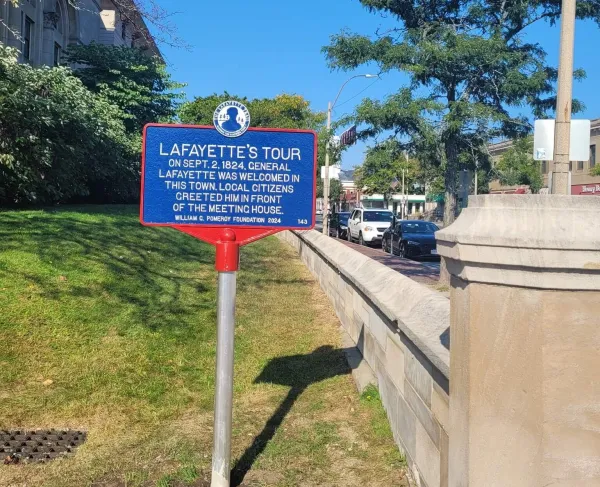 LAFAYETTE'S TOUR
ON SEPT. 2, 1824, GENERAL
LAFAYETTE WAS WELCOMED IN
THIS TOWN. LOCAL CITIZENS
GREETED HIM IN FRONT
OF THE MEETING HOUSE.
WILLIAM G. POMEROY FOUNDATION 2024
143